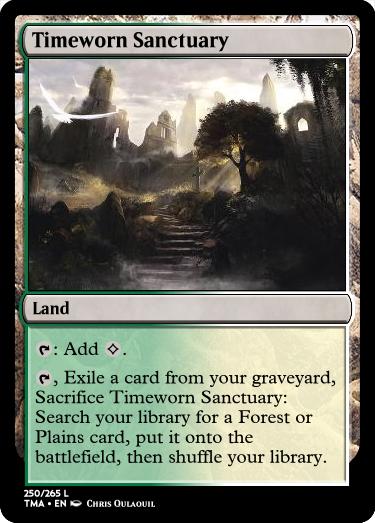 Timeworn Sanctuary
Land
: Add .
, Exile a card from your graveyard,
Sacrifice Timeworn Sanctuary:
Search your library for a Forest or
Plains card, put it onto the
battlefield, then shuffle your library.
250/265 L
TMA • EN Chris Oulaouil